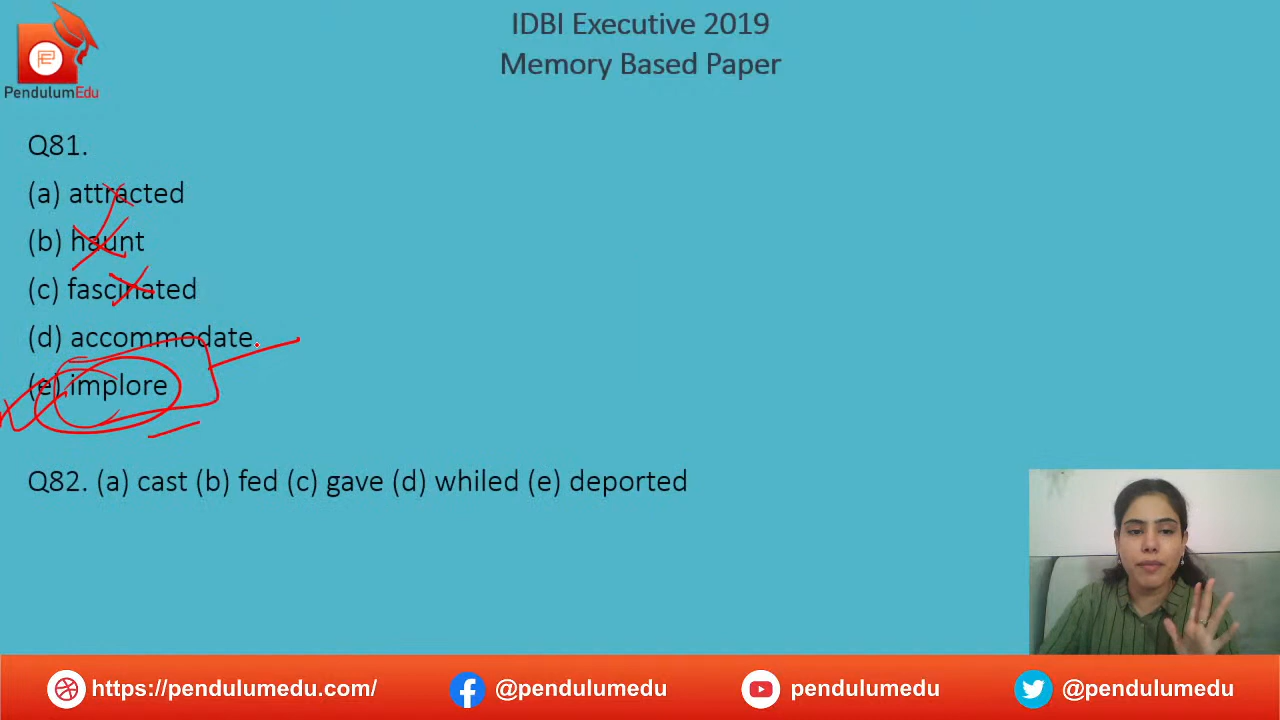 IDBI Executive 2019
Memory Based Paper
PE
PendulumEdu
Q81.
(a) attracted
(b) haunt
(c) fascinated
(d) accommodate
(e) implore
Q82. (a) cast (b) fed (c) gave (d) whiled (e) deported
https://pendulumedu.com/ @pendulumedu pendulumedu @pendulumedu